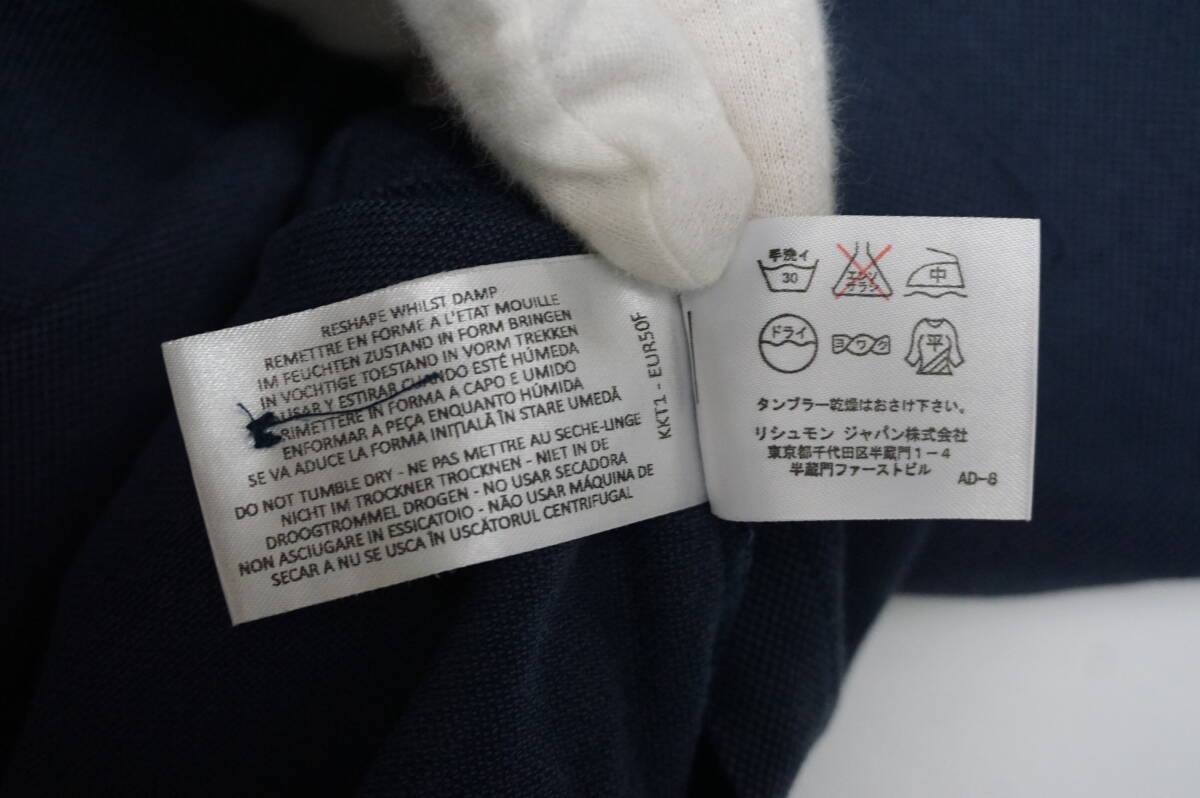 RESHAPE WHILST DAMP
REMETTRE EN FORME A L'ETAT MOUILLE
IM FEUCHTEN ZUSTAND IN FORM BRINGEN
IN VOCHTIGE TOESTAND IN VORM TREKKEN
Y ESTIRAR CUANDO ESTÉ HÚMEDA
RIMETTERE IN FORMA A CAPO E UMIDO
ENFORMAR A PEÇA ENQUANTO HÚMIDA
SE VA ADUCE LA FORMA INIȚIALĂ ÎN STARE UMEDĂ
DO NOT TUMBLE DRY - NE PAS METTRE AU SECHE-LINGE
NICHT IM TROCKNER TROCKNEN - NIET IN DE
DROOGTROMMEL DROGEN - NO USAR SECADORA
NON ASCIUGARE IN ESSICATOIO - NÃO USAR MÁQUINA DE
SECAR A NU SE USCA ÎN USCĂTORUL CENTRIFUGAL
KKT1 - EUR50F
手洗イ
30
エンソ
サラシ
中
ドライ
ヨワク
平
タンブラー乾燥はおさけ下さい。
リシュモン ジャパン株式会社
東京都千代田区半蔵門1-4
半蔵門ファーストビル
AD-8